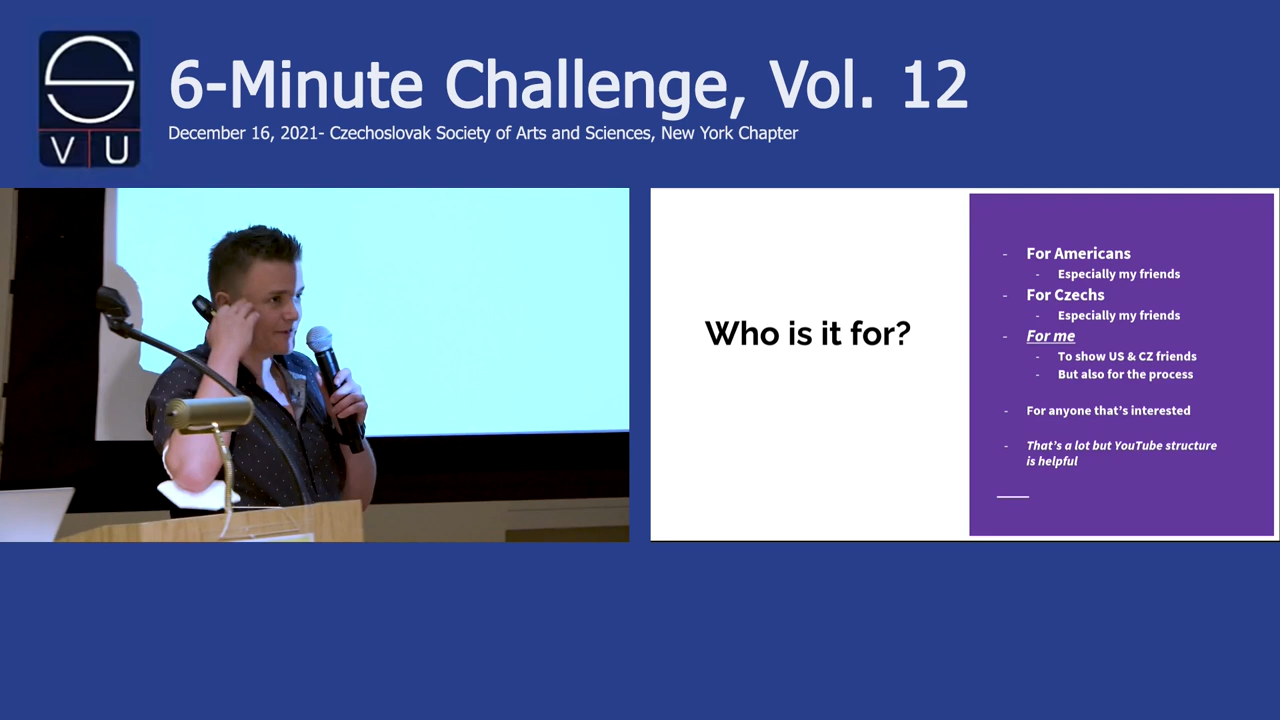 SVU
6-Minute Challenge, Vol. 12
December 16, 2021- Czechoslovak Society of Arts and Sciences, New York Chapter
Who is it for?
- For Americans
- Especially my friends
- For Czechs
- Especially my friends
- For me
- To show US & CZ friends
- But also for the process
- For anyone that's interested
- That's a lot but YouTube structure
is helpful